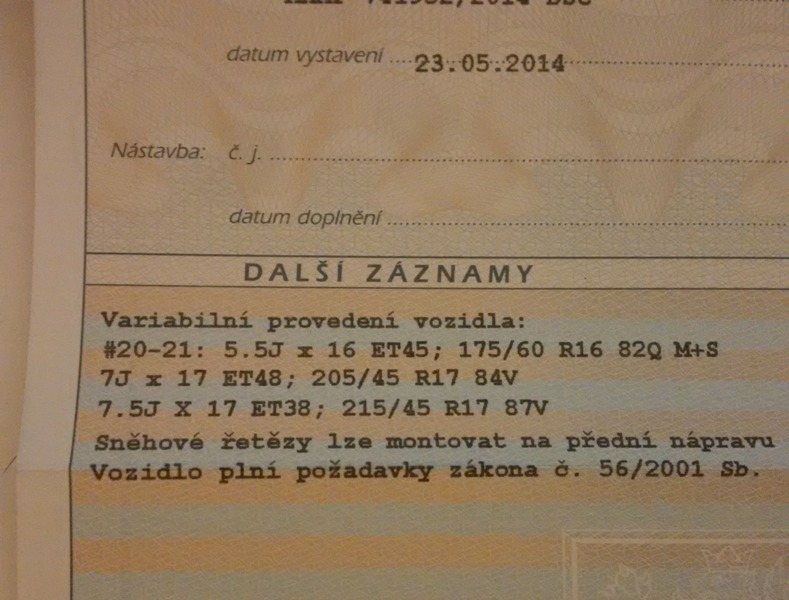 datum vystavení 23.05.2014
Nástavba: č. j.
datum doplnění
DALŠÍ ZÁZNAMY
Variabilní provedení vozidla:
#20-21: 5.5J x 16 ET45; 175/60 R16 82Q M+S
7J x 17 ET48; 205/45 R17 84V
7.5J X 17 ET38; 215/45 R17 87V
Sněhové řetězy lze montovat na přední nápravu
Vozidlo plní požadavky zákona č. 56/2001 Sb.